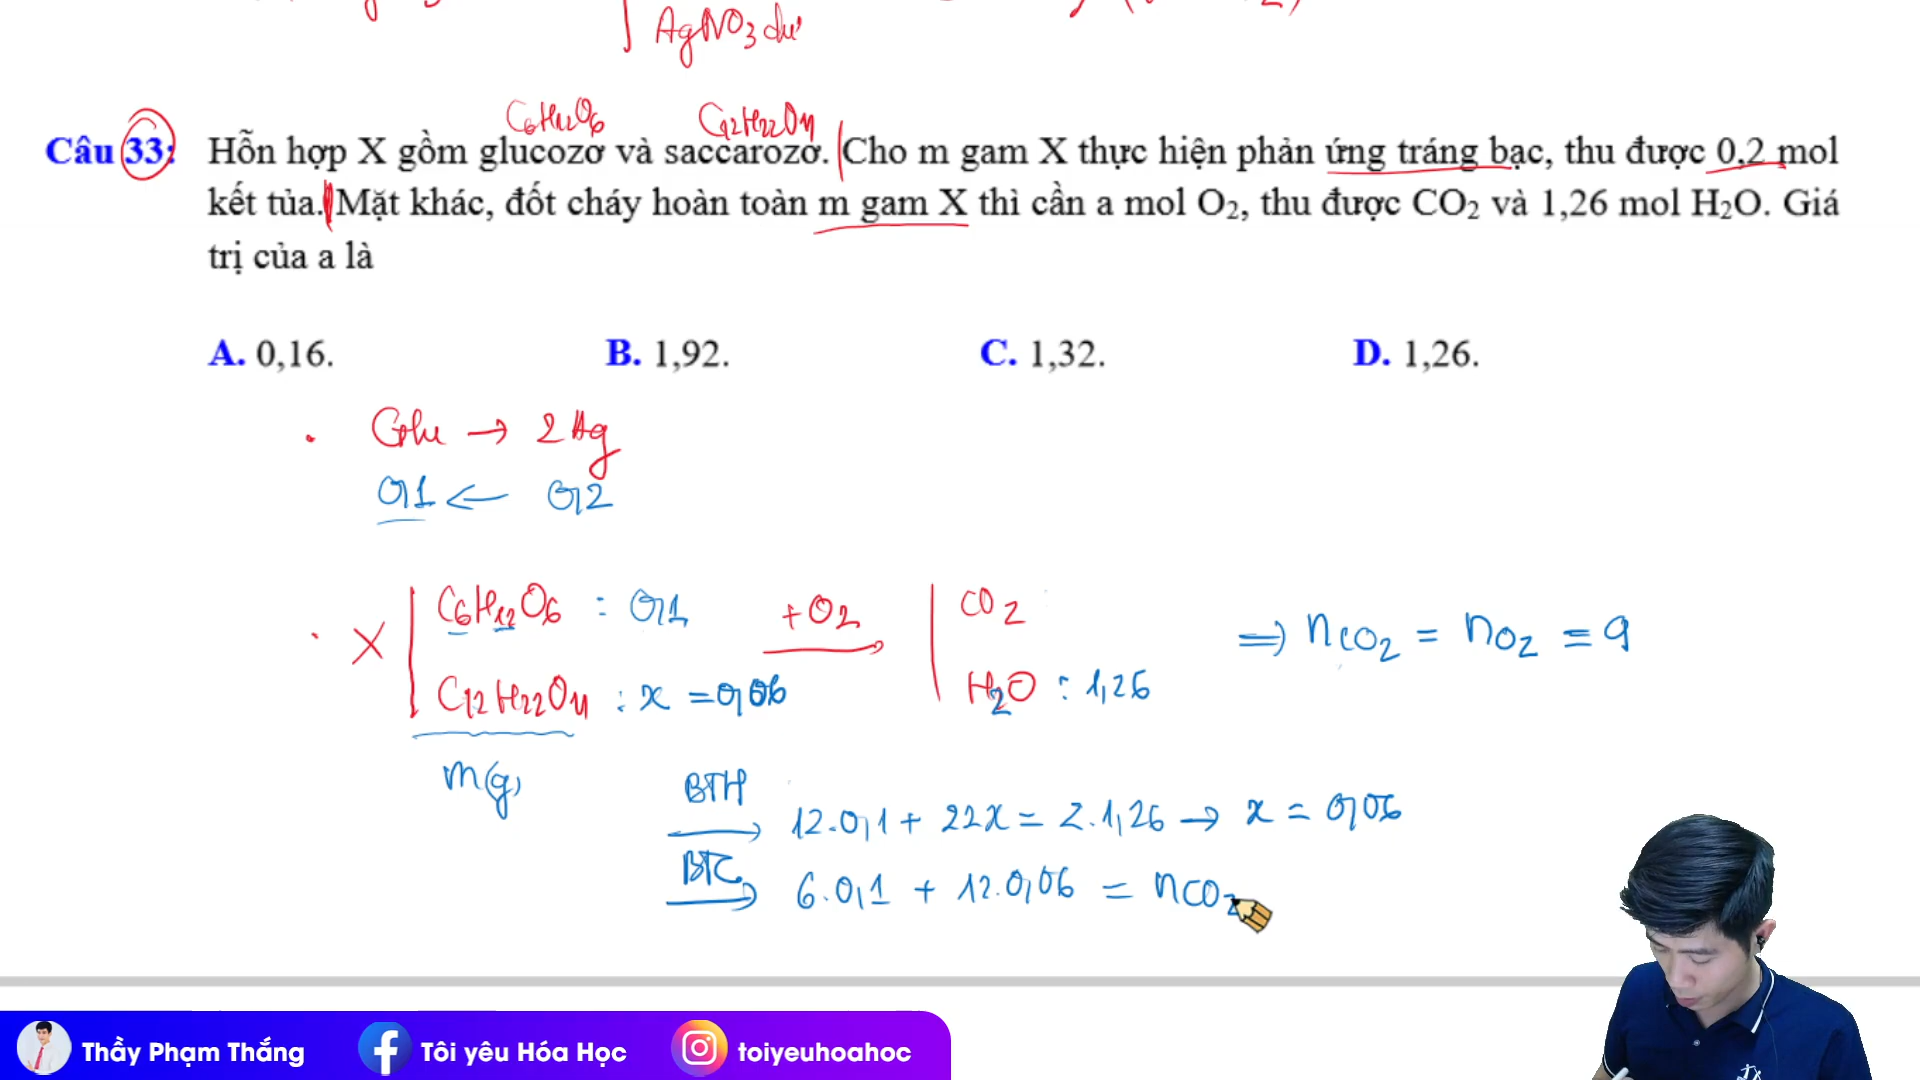 AgNO3 dư
C6H12O6 C12H22O11
Câu 33: Hỗn hợp X gồm glucozơ và saccarozơ. Cho m gam X thực hiện phản ứng tráng bạc, thu được 0,2 mol
kết tủa. Mặt khác, đốt cháy hoàn toàn m gam X thì cần a mol O2, thu được CO2 và 1,26 mol H2O. Giá
trị của a là
A. 0,16. B. 1,92. C. 1,32. D. 1,26.
Glu → 2 Ag
0,1 ← 0,2
C6H12O6 : 0,1 +O2 CO2 ⇒ nCO2 = nO2 = a
X
C12H22O11 : x = 0,06 H2O : 1,26
m(g)
BTH 12.0,1 + 22x = 2.1,26 → x = 0,06
BTC 6.0,1 + 12.0,06 = nCO2
Thầy Phạm Thắng Tôi yêu Hóa Học toiyeuhoahoc